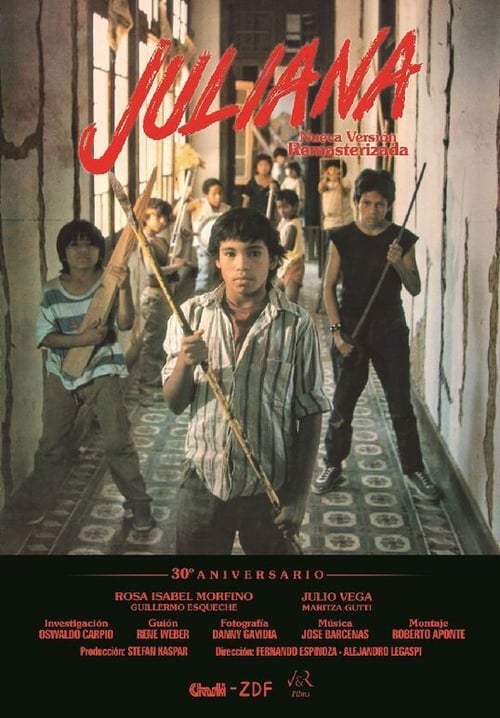 JULIANA
Nueva Versión
Remasterizada
30º ANIVERSARIO
ROSA ISABEL MORFINO
JULIO VEGA
GUILLERMO ESQUECHE
MARITZA GUTTI
Investigación
Guión
Fotografía
Música
Montaje
OSWALDO CARPIO
RENE WEBER
DANNY GAVIDIA
JOSE BARCENAS
ROBERTO APONTE
Producción: STEFAN KASPAR
Dirección: FERNANDO ESPINOZA - ALEJANDRO LEGASPI
Chaski - ZDF
V&R
Films